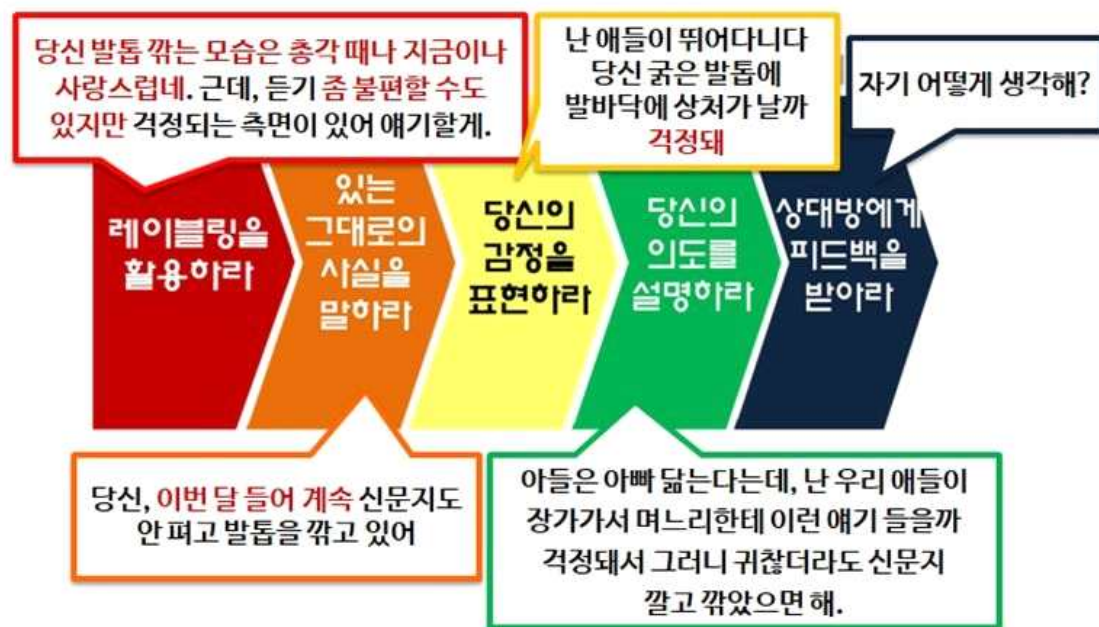 당신 발톱 깎는 모습은 총각 때나 지금이나
사랑스럽네. 근데, 듣기 좀 불편할 수도
있지만 걱정되는 측면이 있어 얘기할게.
난 애들이 뛰어다니다
당신 굵은 발톱에
발바닥에 상처가 날까
걱정돼
자기 어떻게 생각해?
레이블링을
활용하라
있는
그대로의
사실을
말하라
당신의
감정을
표현하라
당신의
의도를
설명하라
상대방에게
피드백을
받아라
당신, 이번 달 들어 계속 신문지도
안 펴고 발톱을 깎고 있어
아들은 아빠 닮는다는데, 난 우리 애들이
장가가서 며느리한테 이런 얘기 들을까
걱정돼서 그러니 귀찮더라도 신문지
깔고 깎았으면 해.